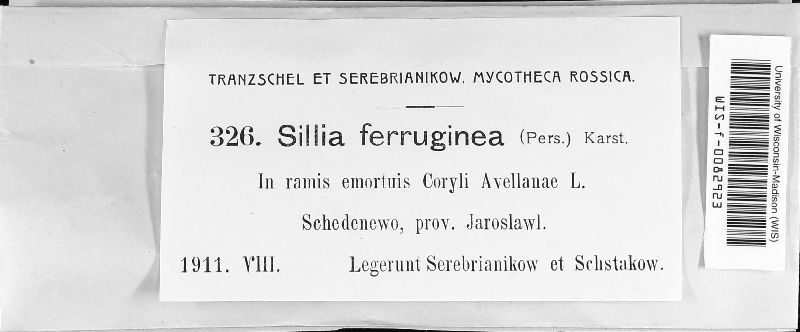 TRANZSCHEL ET SEREBRIANIKOW. MYCOTHECA ROSSICA.
326. Sillia ferruginea (Pers.) Karst.
In ramis emortuis Coryli Avellanae L.
Schedenewo, prov. Jaroslawl.
1911. VIII. Legerunt Serebrianikow et Schstakow.
University of Wisconsin-Madison (WIS)
WIS-f-0082923